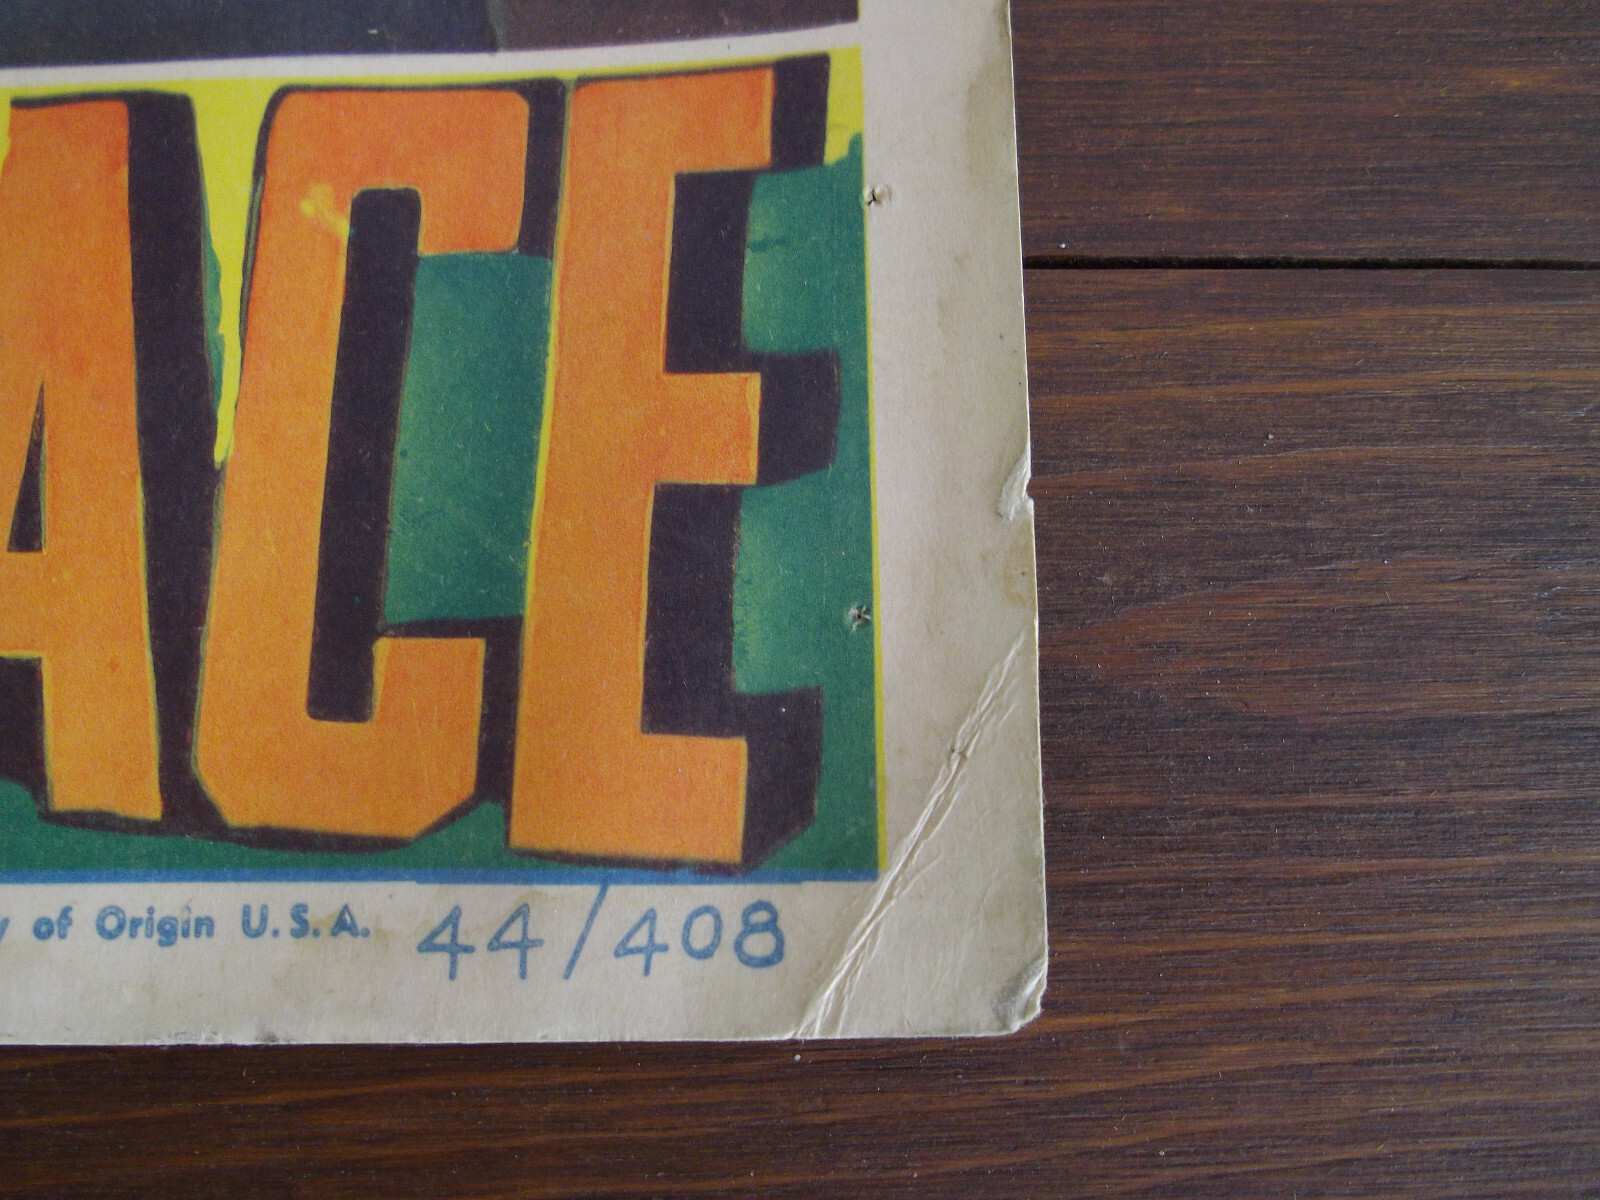 ACE
of Origin U.S.A. 44/408